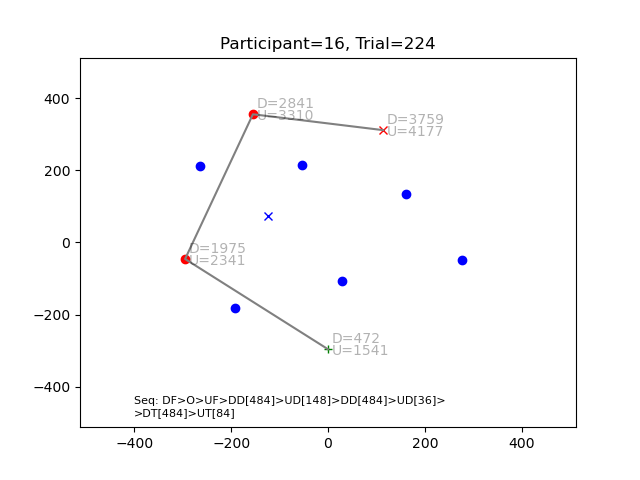 Participant=16, Trial=224
D=2841
U=3310
D=3759
U=4177
D=1975
U=2341
D=472
U=1541
Seq: DF>O>UF>DD[484]>UD[148]>DD[484]>UD[36]>
>DT[484]>UT[84]
400
200
0
−200
−400
−400
−200
0
200
400